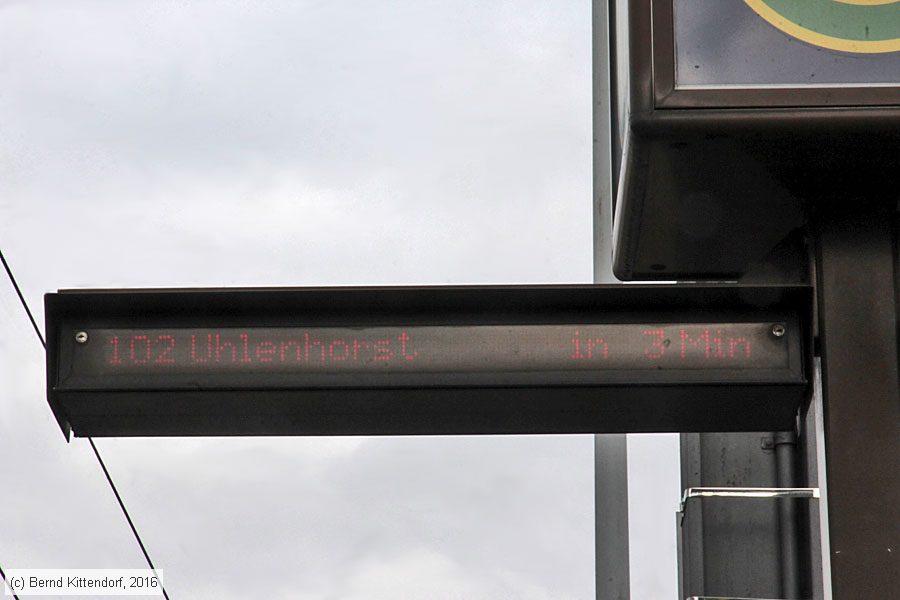 102 Uhlenhorst in 3 Min
(c) Bernd Kittendorf, 2016